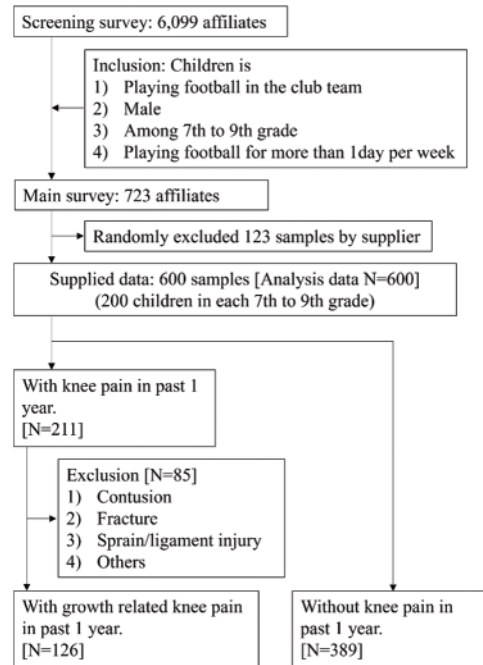 Screening survey: 6,099 affiliates
Inclusion: Children is
1) Playing football in the club team
2) Male
3) Among 7th to 9th grade
4) Playing football for more than 1day per week
Main survey: 723 affiliates
Randomly excluded 123 samples by supplier
Supplied data: 600 samples [Analysis data N=600]
(200 children in each 7th to 9th grade)
With knee pain in past 1
year.
[N=211]
Exclusion [N=85]
1) Contusion
2) Fracture
3) Sprain/ligament injury
4) Others
With growth related knee pain
in past 1 year.
[N=126]
Without knee pain in
past 1 year.
[N=389]